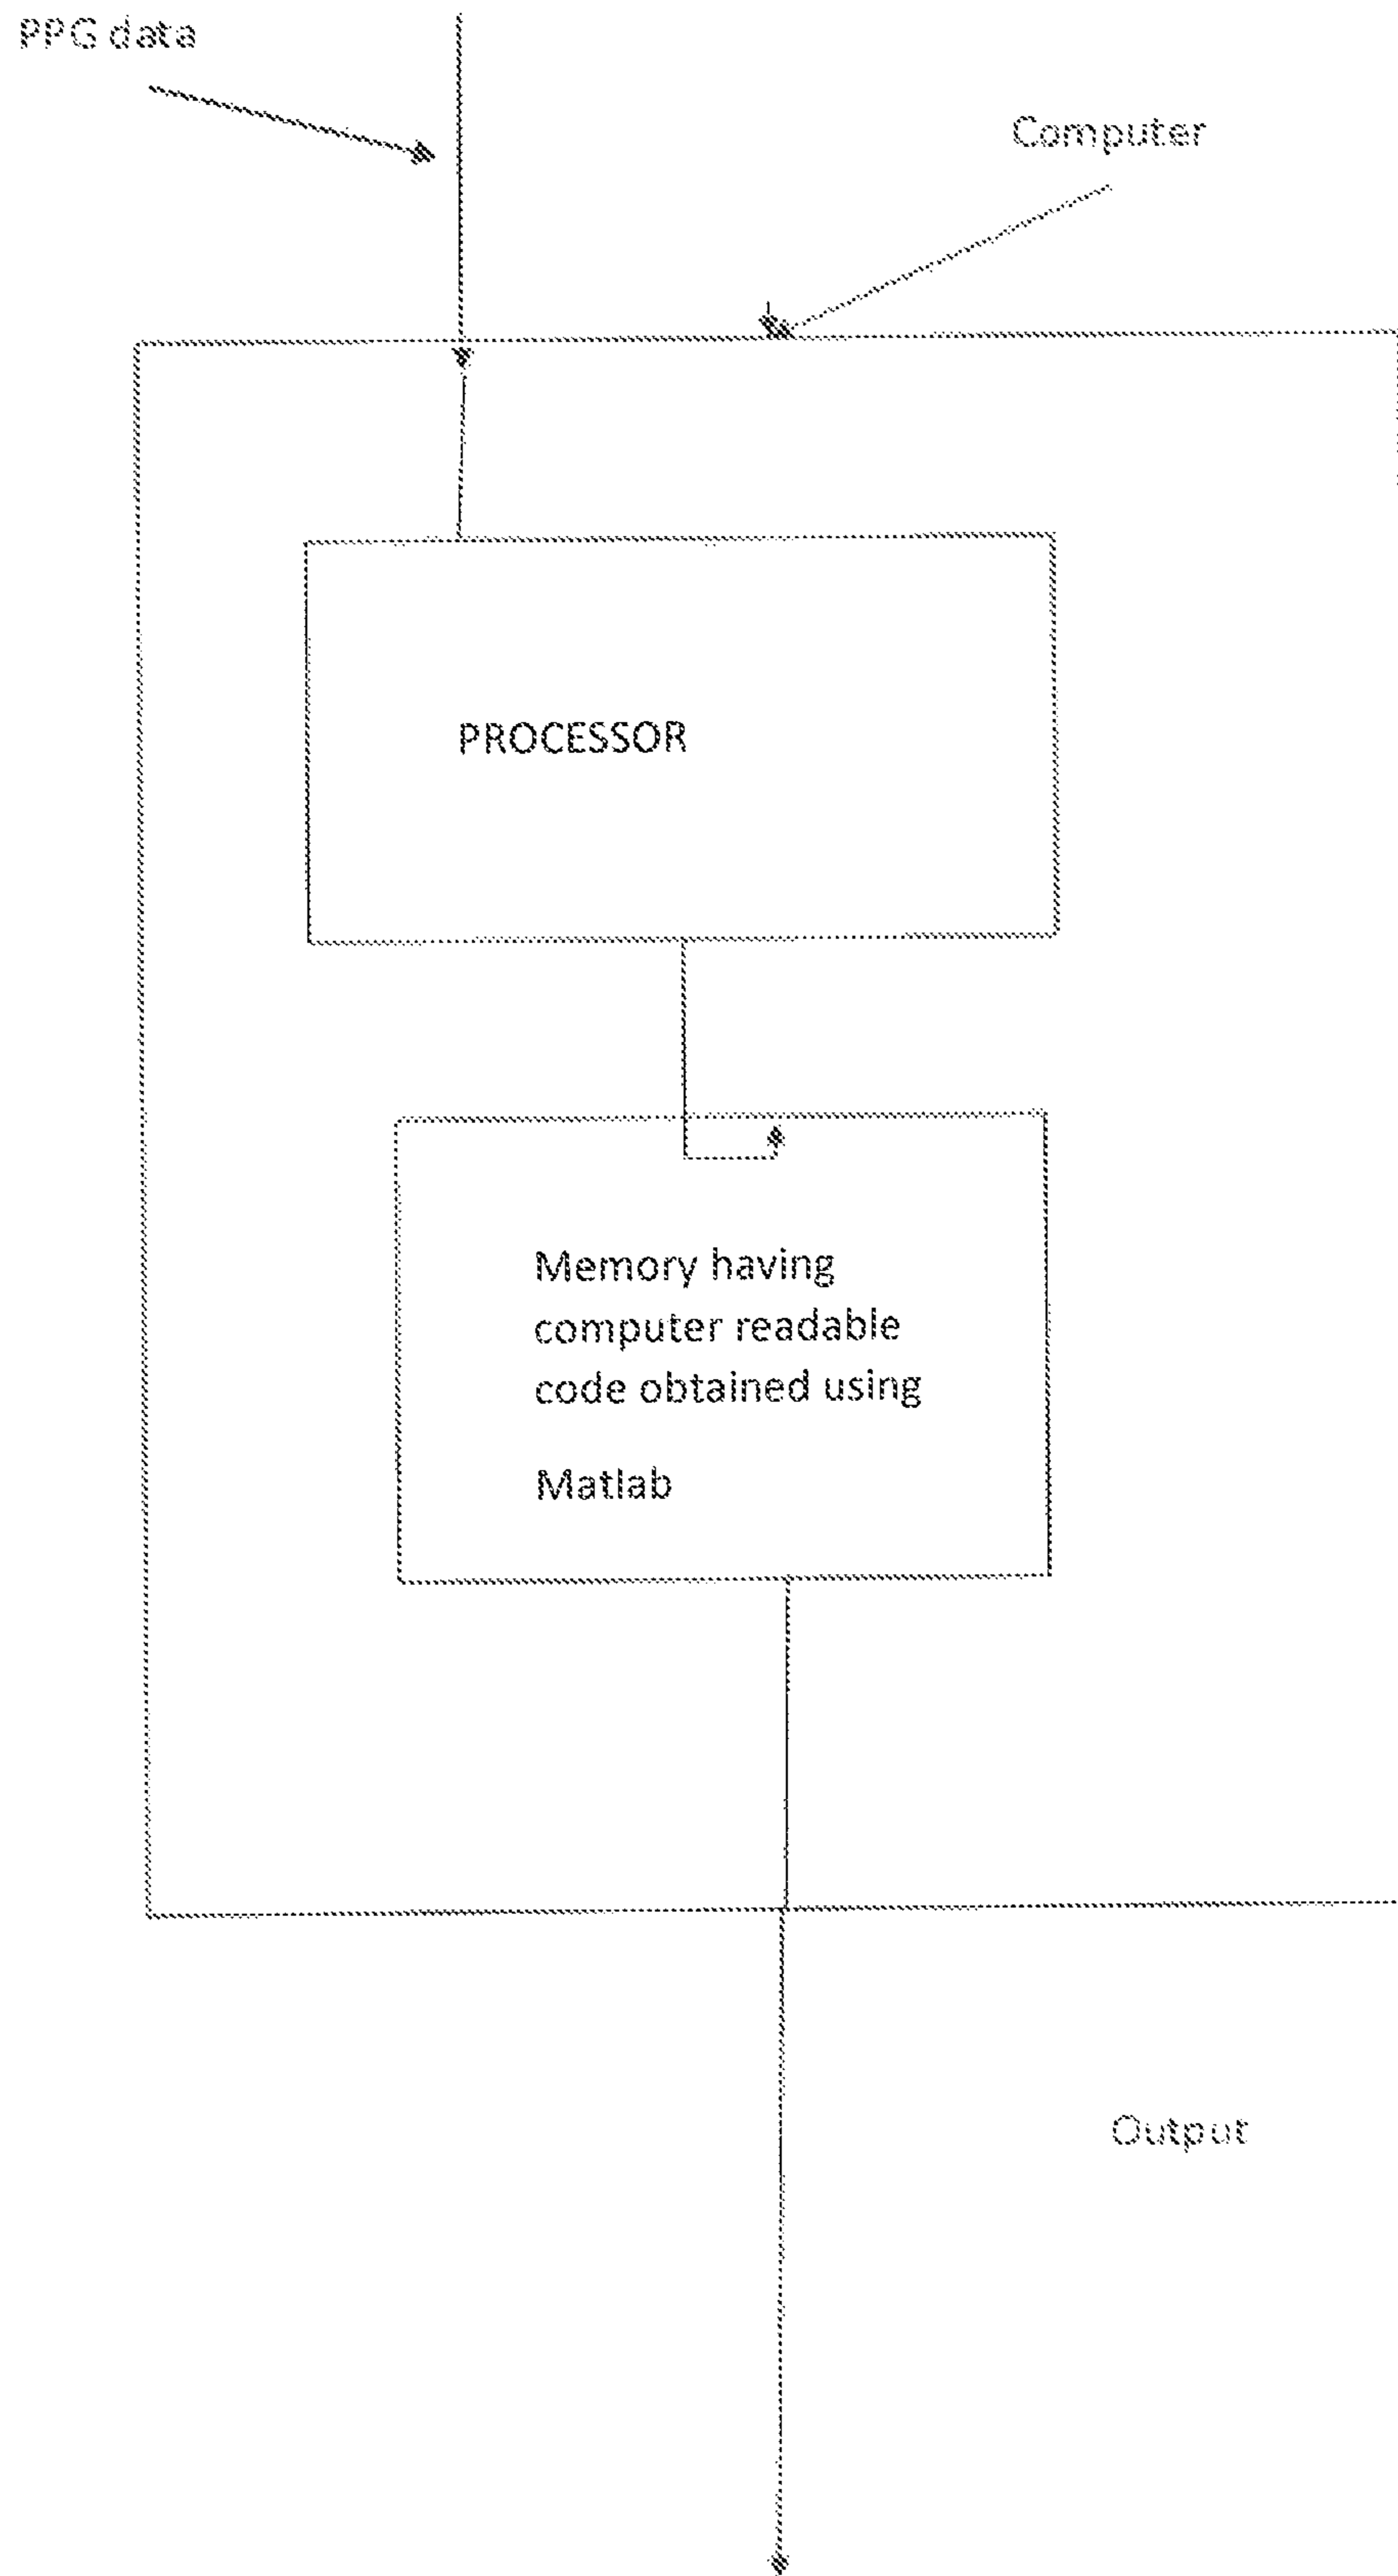 PPG data
Computer
PROCESSOR
Memory having
computer readable
code obtained using
Matlab
Output